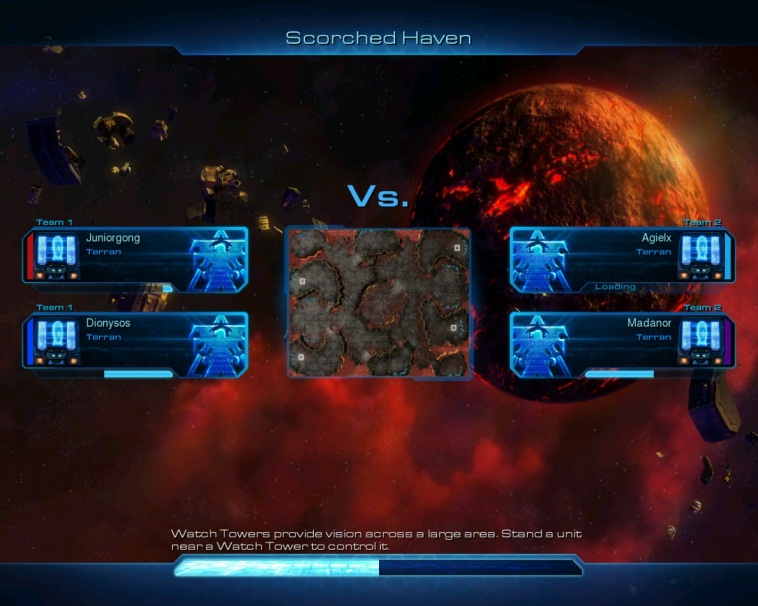 Scorched Haven
Vs.
Team 1
Juniorgong
Terran
Team 2
Agielx
Terran
Loading
Team 1
Dionysos
Terran
Team 2
Madanor
Terran
Watch Towers provide vision across a large area. Stand a unit
near a Watch Tower to control it.